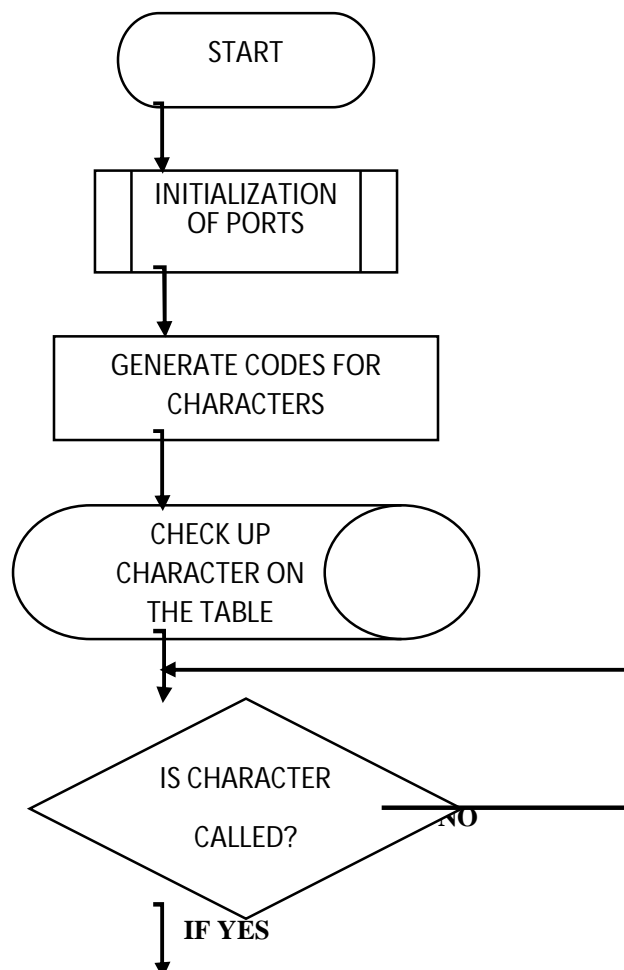 START
INITIALIZATION
OF PORTS
GENERATE CODES FOR
CHARACTERS
CHECK UP
CHARACTER ON
THE TABLE
IS CHARACTER
CALLED?
NO
IF YES